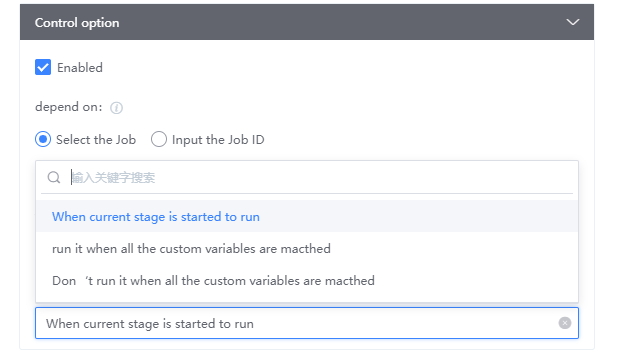 Control option
Enabled
depend on:
Select the Job Input the Job ID
输入关键字搜索
When current stage is started to run
run it when all the custom variables are macthed
Don‘t run it when all the custom variables are macthed
When current stage is started to run